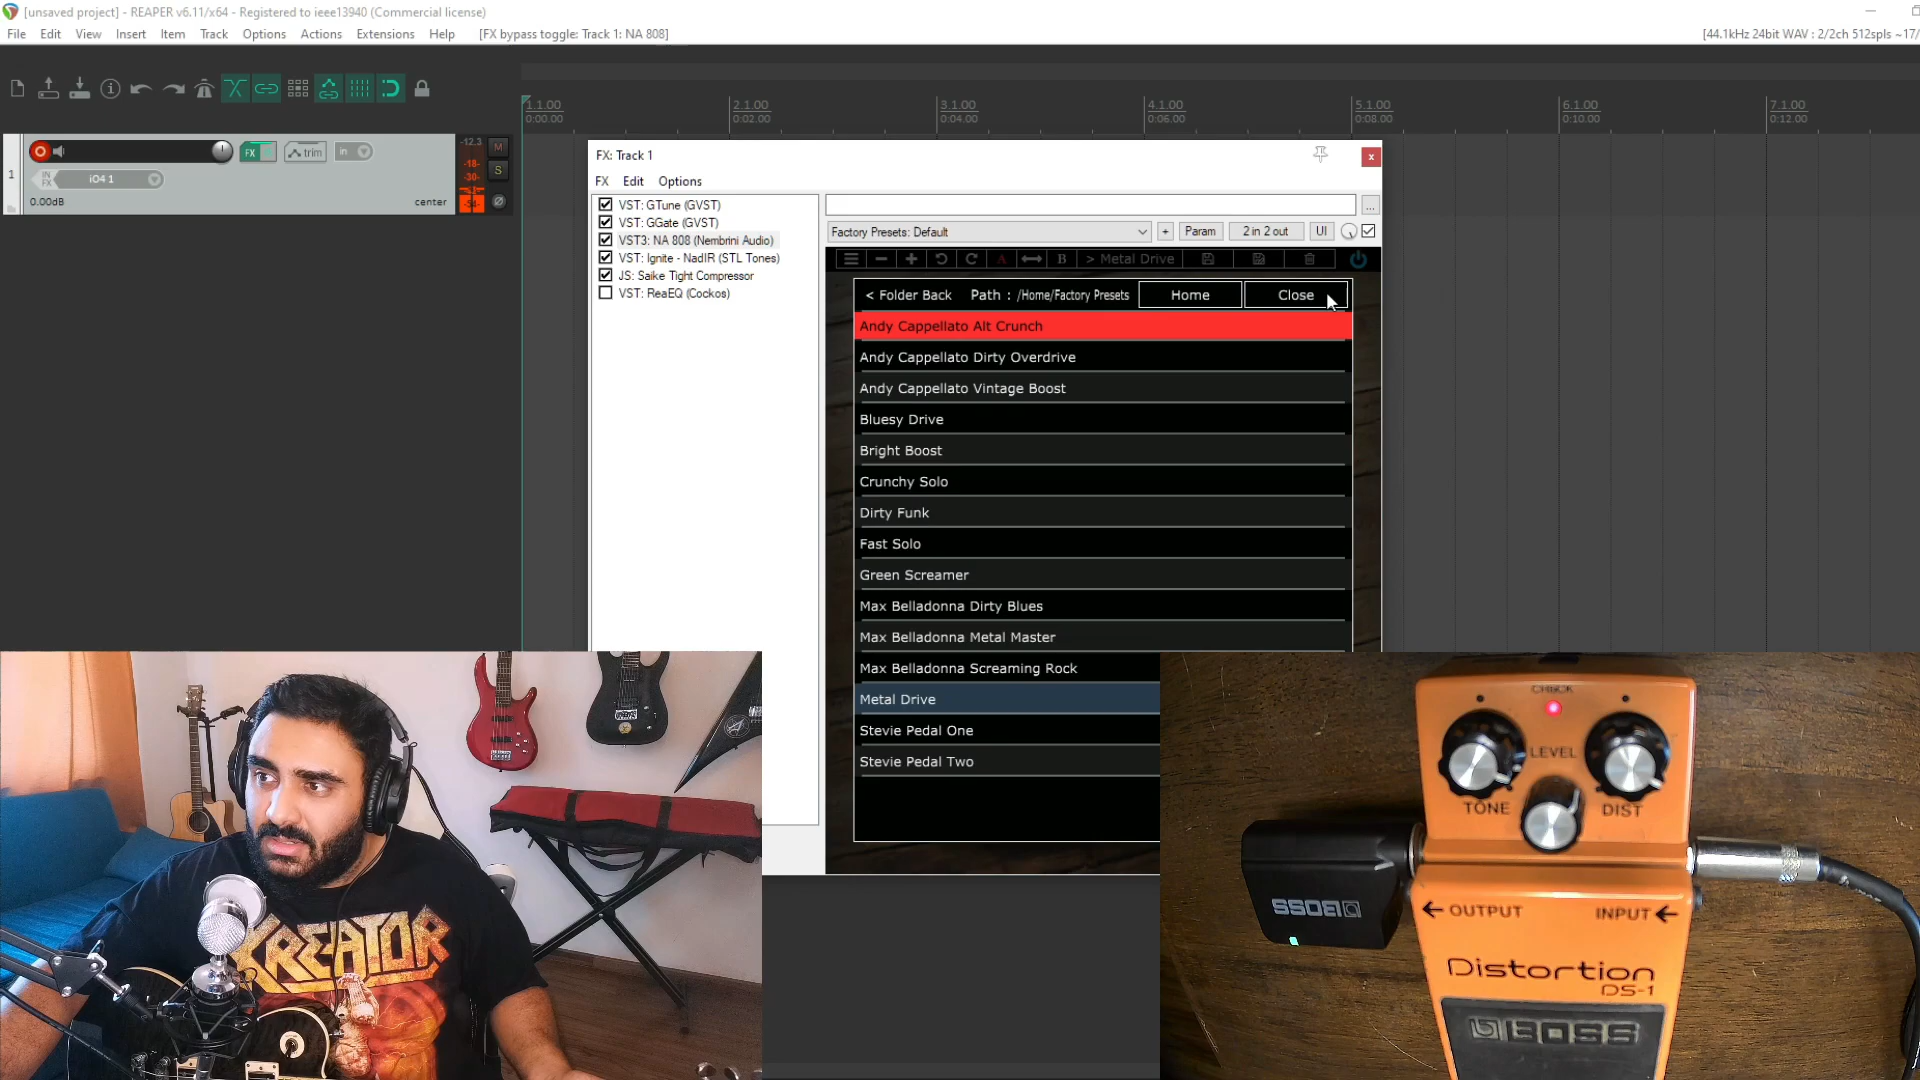 [unsaved project] - REAPER v6.11/x64 - Registered to ieee13940 (Commercial license)
File Edit View Insert Item Track Options Actions Extensions Help [FX bypass toggle: Track 1: NA 808]
[44.1kHz 24bit WAV : 2/2ch 512spls ~17/
1.1.00 2.1.00 3.1.00 4.1.00 5.1.00 6.1.00 7.1.00
0:00.00 0:02.00 0:04.00 0:06.00 0:08.00 0:10.00 0:12.00
FX trim in
-12.3 M
-18-
-30-
S
-54-
1
IN FX iO4 1
0.00dB center
FX: Track 1
x
FX Edit Options
VST: GTune (GVST)
VST: GGate (GVST)
VST3: NA 808 (Nembrini Audio)
VST: Ignite - NadIR (STL Tones)
JS: Saike Tight Compressor
VST: ReaEQ (Cockos)
...
Factory Presets: Default + Param 2 in 2 out UI
A B > Metal Drive
< Folder Back Path : /Home/Factory Presets Home Close
Andy Cappellato Alt Crunch
Andy Cappellato Dirty Overdrive
Andy Cappellato Vintage Boost
Bluesy Drive
Bright Boost
Crunchy Solo
Dirty Funk
Fast Solo
Green Screamer
Max Belladonna Dirty Blues
Max Belladonna Metal Master
Max Belladonna Screaming Rock
Metal Drive
Stevie Pedal One
Stevie Pedal Two
KREATOR
CHECK
LEVEL
TONE DIST
BOSS
OUTPUT INPUT
Distortion
DS-1
BOSS